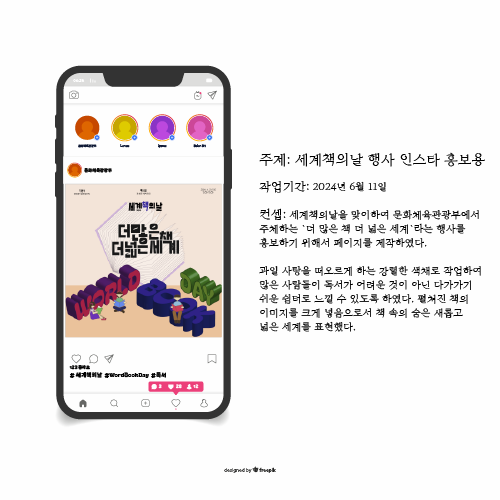 문화체육관광부
세계책의날
더많은책
더넓은세계
WORLD
BOOK
DAY
123 좋아요
# 세계책의날 #WordBookDay #독서
주제: 세계책의날 행사 인스타 홍보용
작업기간: 2024년 6월 11일
컨셉: 세계책의날을 맞이하여 문화체육관광부에서
주최하는 '더 많은 책 더 넓은 세계'라는 행사를
홍보하기 위해서 페이지를 제작하였다.
과일 사탕을 떠오르게 하는 강렬한 색채로 작업하여
많은 사람들이 독서가 어려운 것이 아닌 다가가기
쉬운 쉼터로 느낄 수 있도록 하였다. 펼쳐진 책의
이미지를 크게 넣음으로서 책 속의 숨은 새롭고
넓은 세계를 표현했다.
designed by freepik